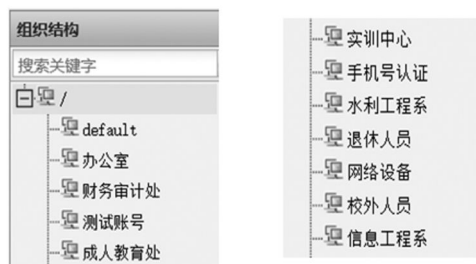 组织结构
搜索关键字
/
default
办公室
财务审计处
测试账号
成人教育处
实训中心
手机号认证
水利工程系
退休人员
网络设备
校外人员
信息工程系